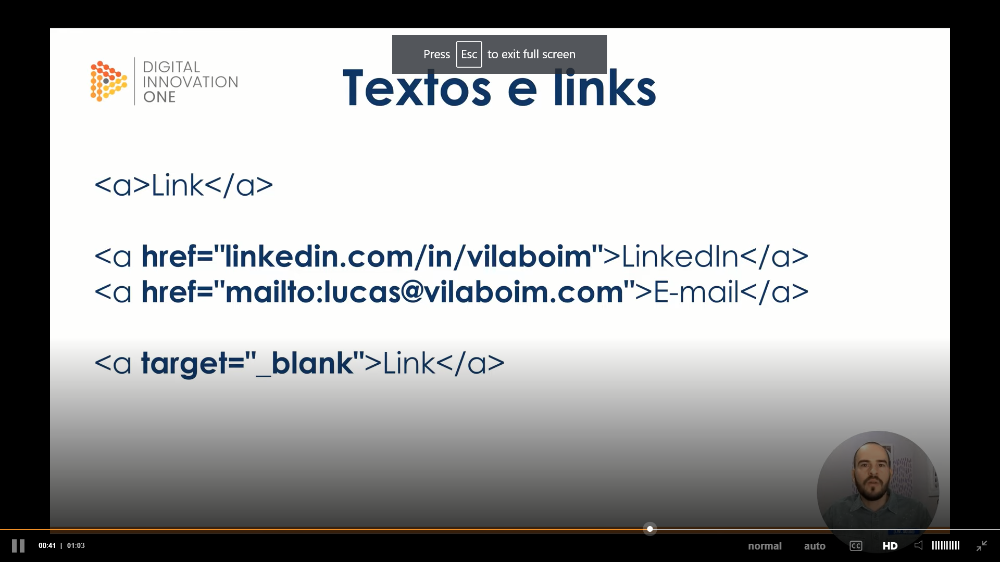 Press Esc to exit full screen
DIGITAL
INNOVATION
ONE
Textos e links
<a>Link</a>
<a href="linkedin.com/in/vilaboim">LinkedIn</a>
<a href="mailto:lucas@vilaboim.com">E-mail</a>
<a target="_blank">Link</a>
00:41 | 01:03
normal auto CC HD